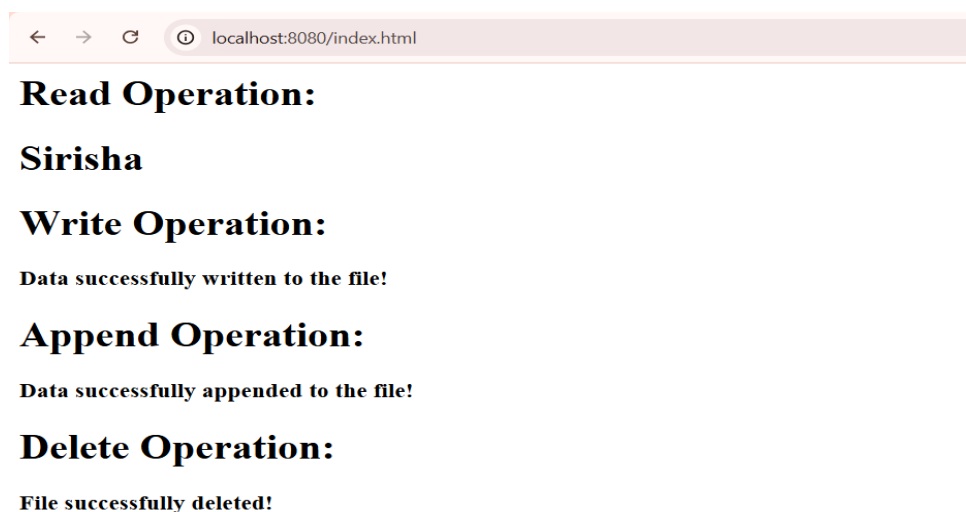 localhost:8080/index.html
Read Operation:
Sirisha
Write Operation:
Data successfully written to the file!
Append Operation:
Data successfully appended to the file!
Delete Operation:
File successfully deleted!